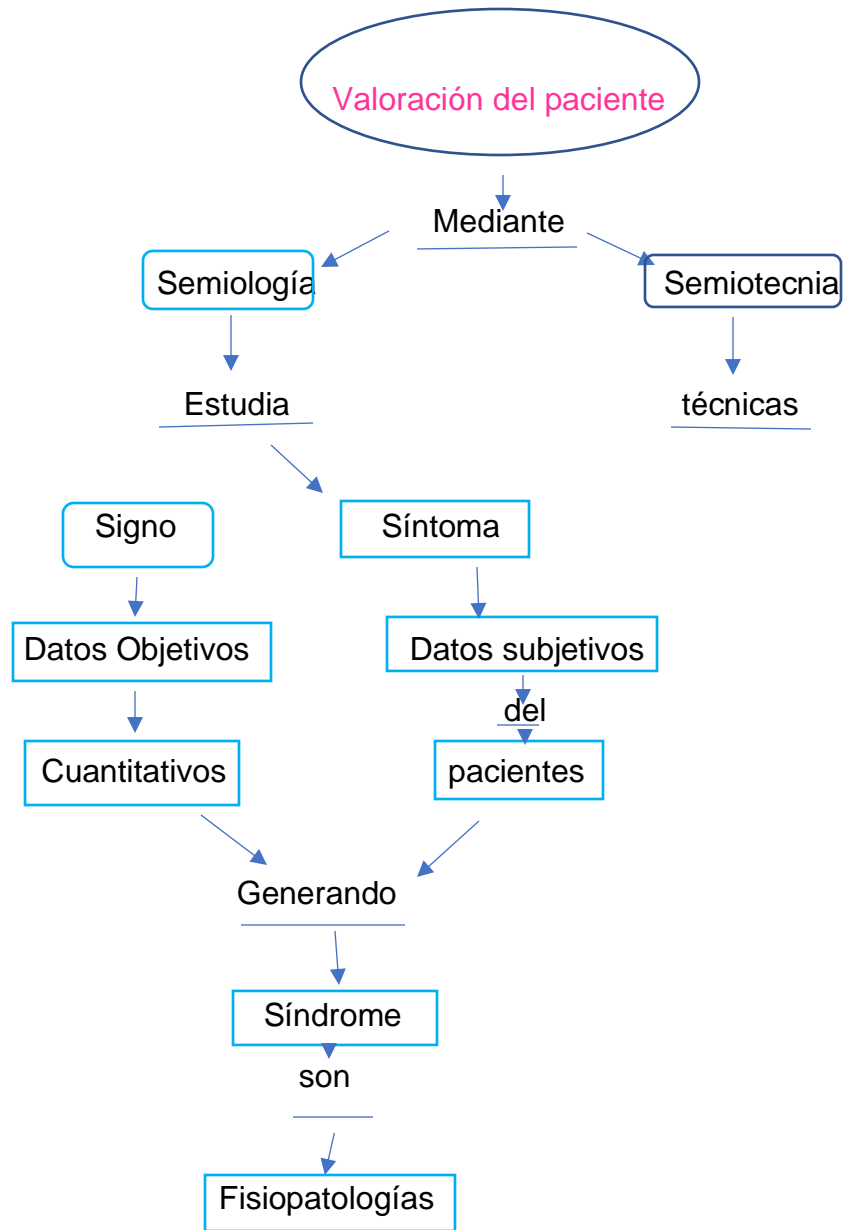 Valoración del paciente
Mediante
Semiología
Semiotecnia
Estudia
técnicas
Signo
Síntoma
Datos Objetivos
Datos subjetivos
del
Cuantitativos
pacientes
Generando
Síndrome
son
Fisiopatologías